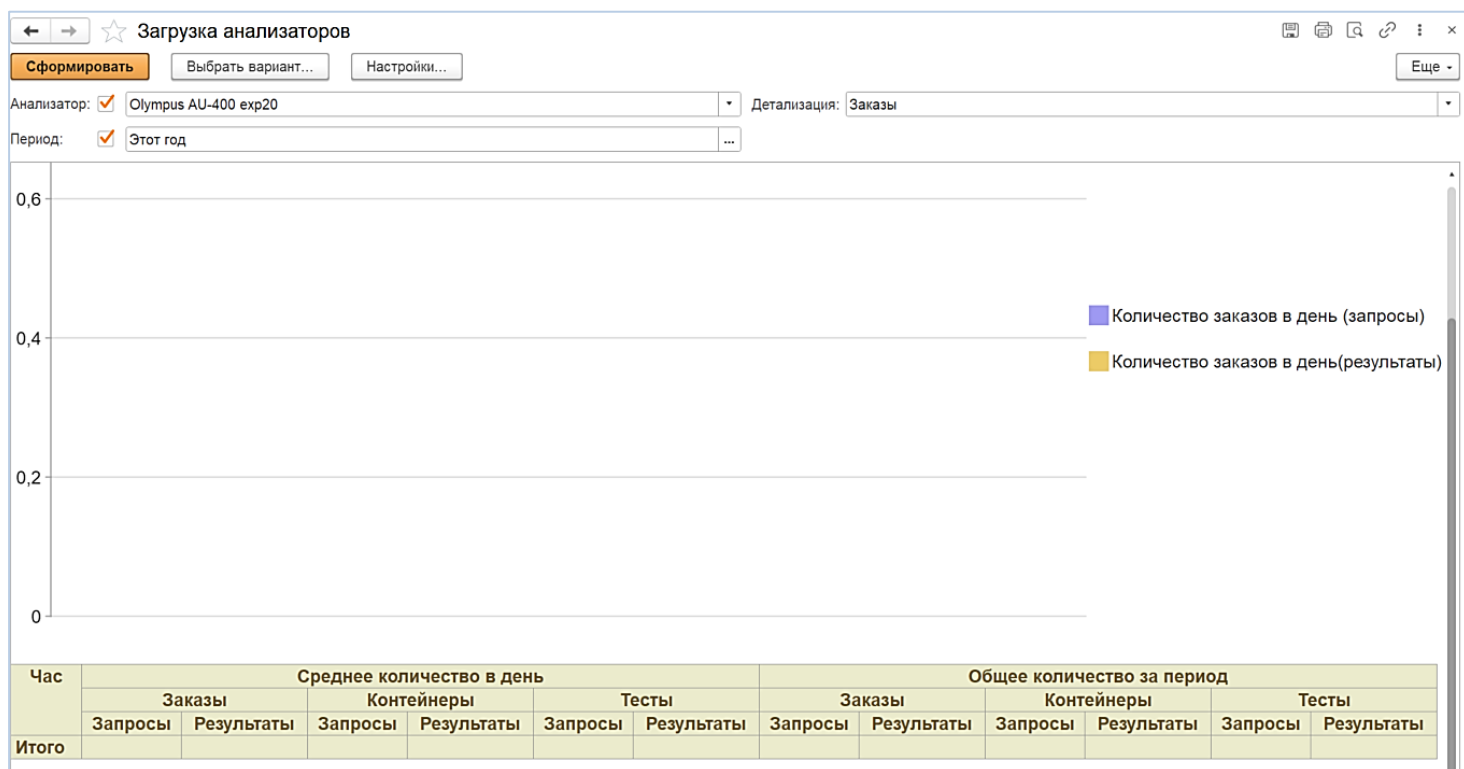 Загрузка анализаторов
Сформировать Выбрать вариант... Настройки... Еще
Анализатор: Olympus AU-400 exp20 Детализация: Заказы
Период: Этот год ...
0,6
Количество заказов в день (запросы)
0,4
Количество заказов в день(результаты)
0,2
0
Час Среднее количество в день Общее количество за период
Заказы Контейнеры Тесты Заказы Контейнеры Тесты
Запросы Результаты Запросы Результаты Запросы Результаты Запросы Результаты Запросы Результаты Запросы Результаты
Итого